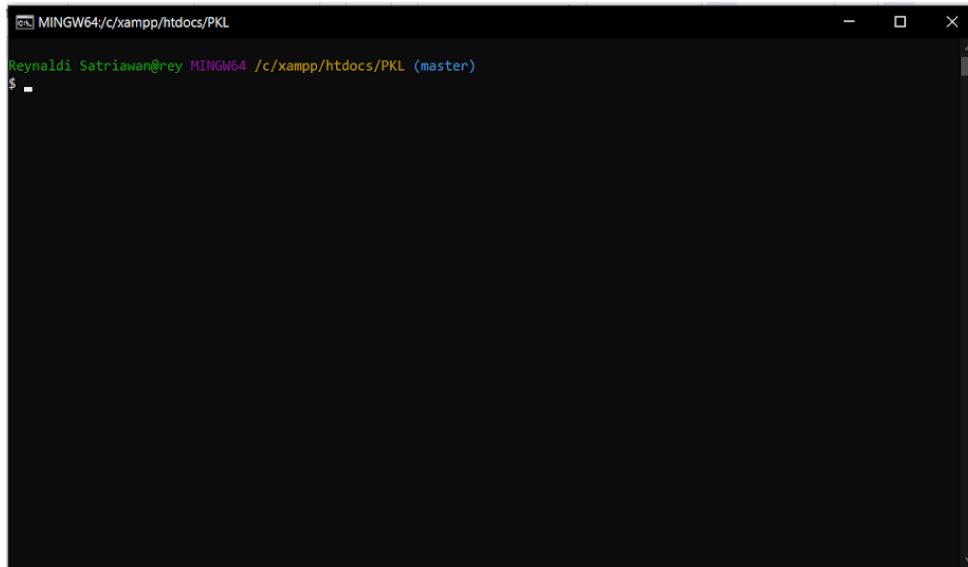 MINGW64:/c/xampp/htdocs/PKL
Reynaldi Satriawan@rey MINGW64 /c/xampp/htdocs/PKL (master)
$